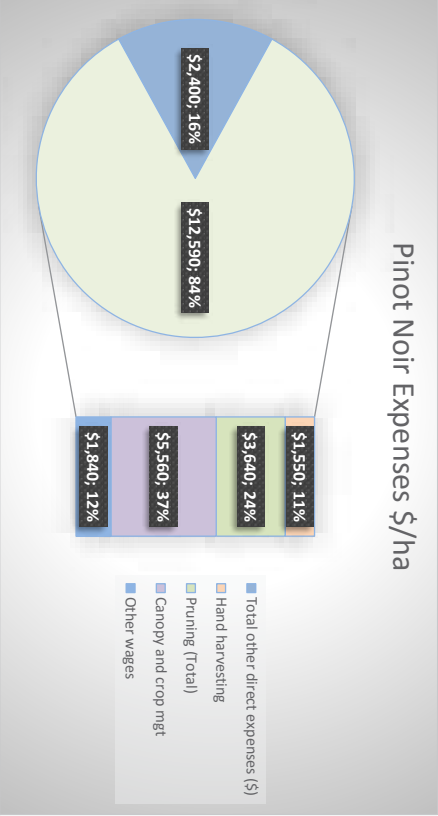 Pinot Noir Expenses $/ha
$2,400; 16%
$12,590; 84%
$1,550; 11%
$3,640; 24%
$5,560; 37%
$1,840; 12%
Total other direct expenses ($)
Hand harvesting
Pruning (Total)
Canopy and crop mgt
Other wages